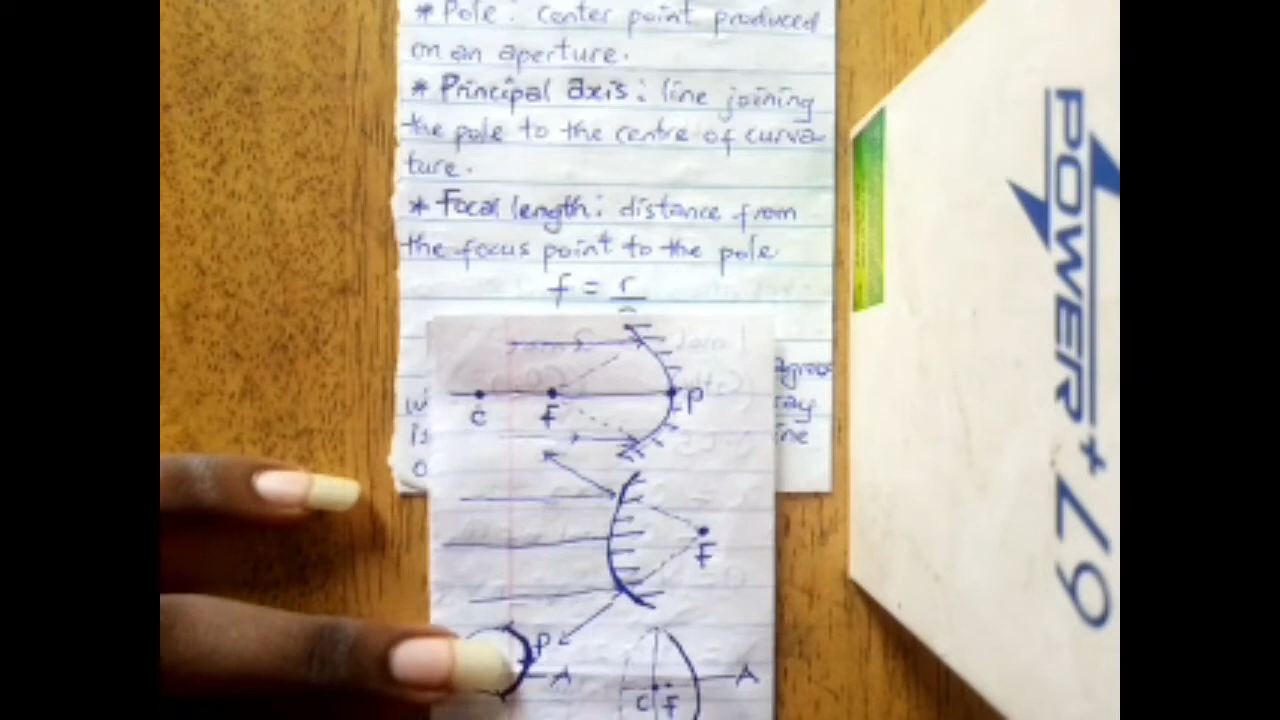 * Pole: center point produced
on an aperture.
* Principal axis: line joining
the pole to the centre of curva-
ture.
* Focal length: distance from
the focus point to the pole.
f = r
C
F
P
F
P
A
C
F
A
POWER+
L9